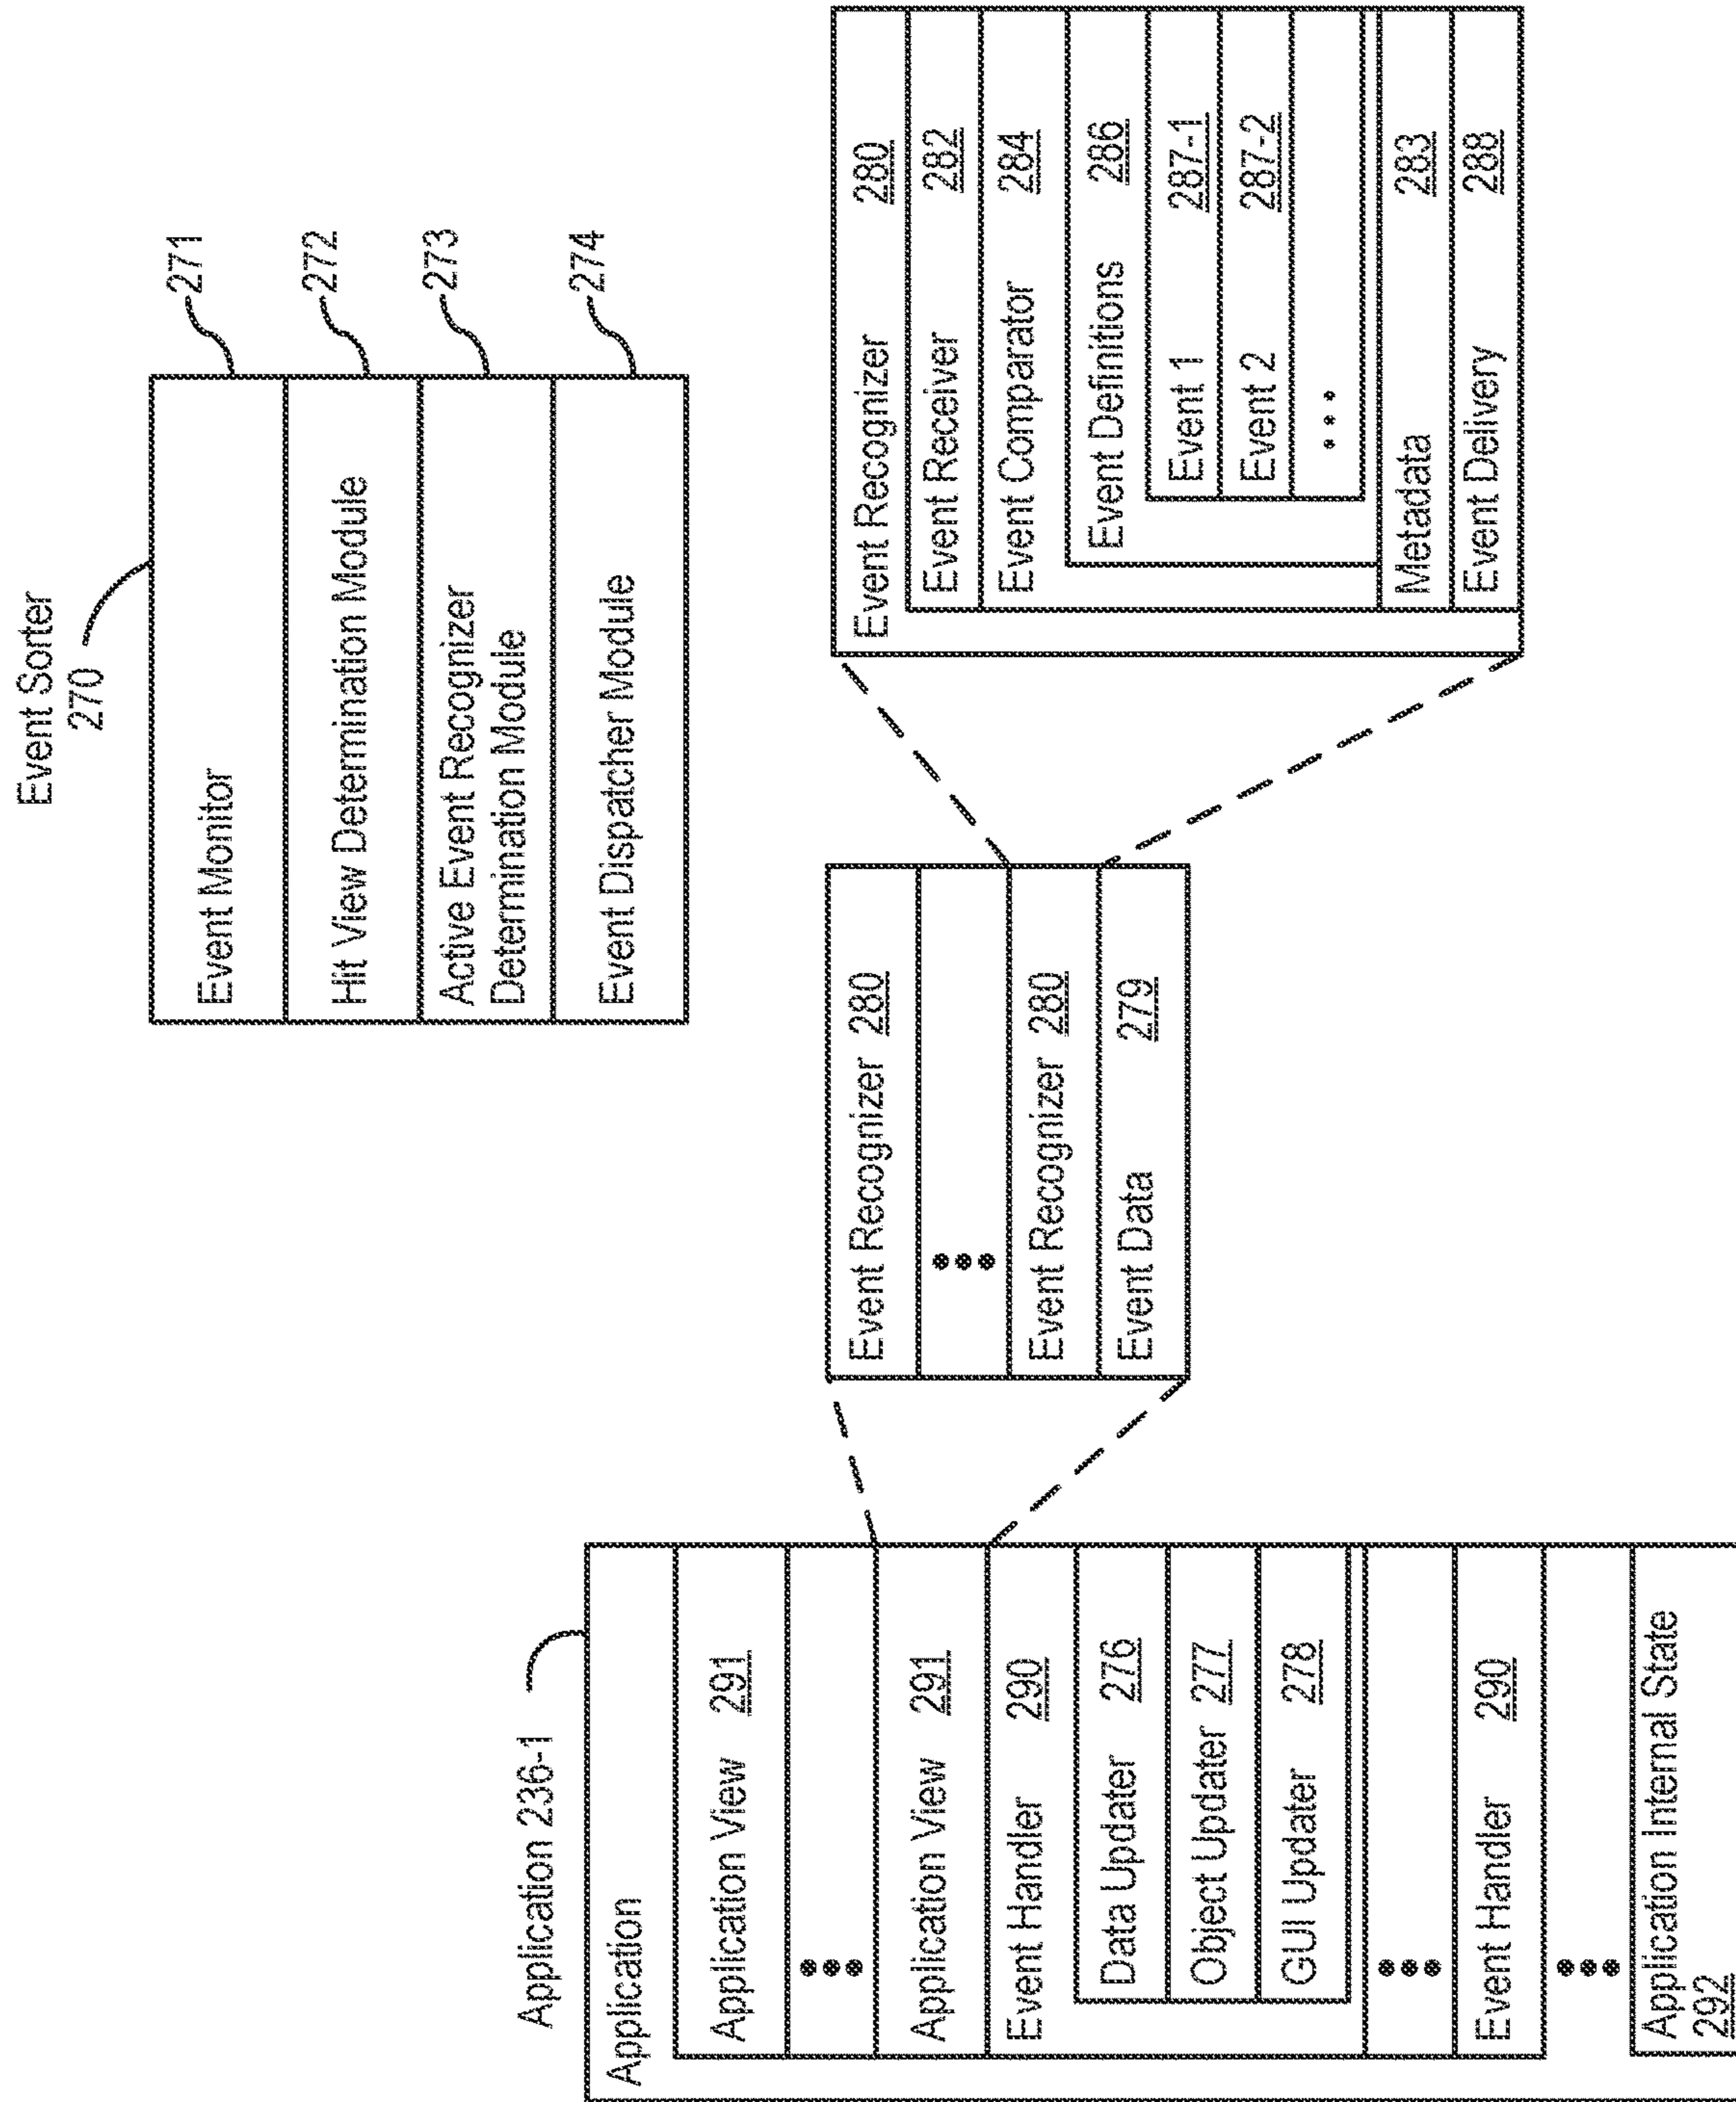 Event Sorter
270
Event Monitor
271
Hit View Determination Module
272
Active Event Recognizer
Determination Module
273
Event Dispatcher Module
274
Application 236-1
Application
Application View 291
•••
Application View 291
Event Handler 290
Data Updater 276
Object Updater 277
GUI Updater 278
•••
Event Handler 290
•••
Application Internal State
292
Event Recognizer 280
•••
Event Recognizer 280
Event Data 279
Event Recognizer 280
Event Receiver 282
Event Comparator 284
Event Definitions 286
Event 1 287-1
Event 2 287-2
•••
Metadata 283
Event Delivery 288